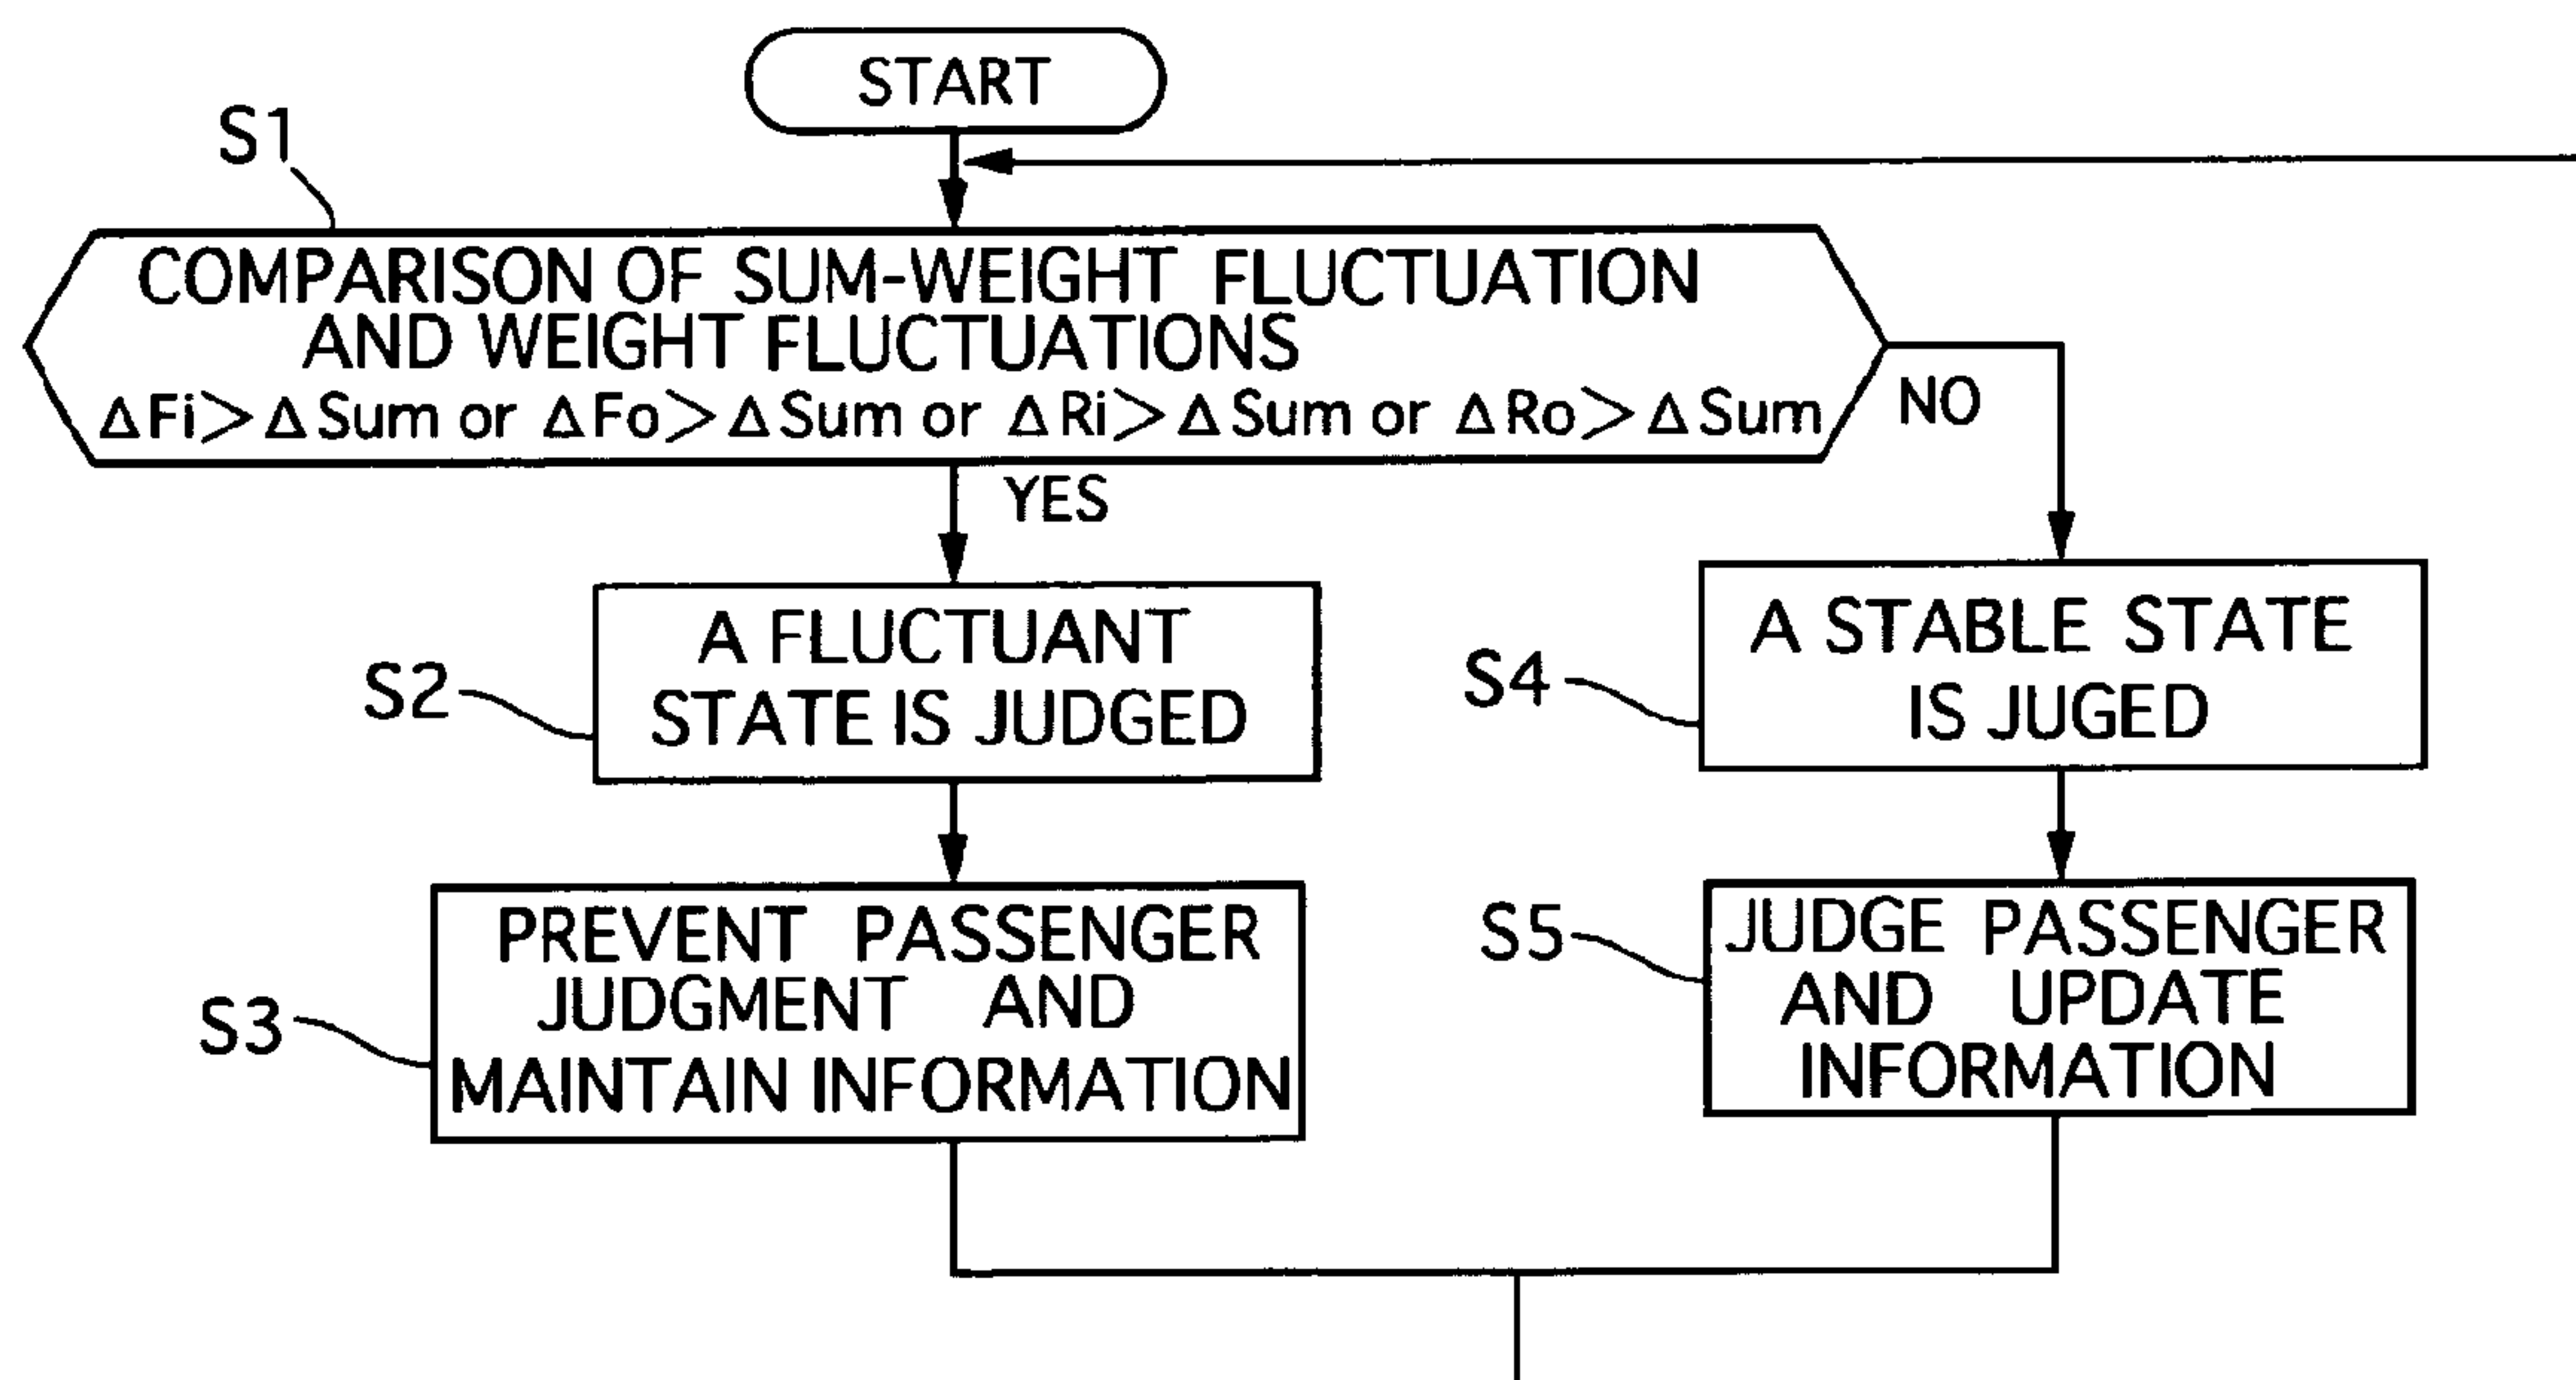 START
S1
COMPARISON OF SUM-WEIGHT FLUCTUATION
AND WEIGHT FLUCTUATIONS
ΔFi>ΔSum or ΔFo>ΔSum or ΔRi>ΔSum or ΔRo>ΔSum
NO
YES
S2
A FLUCTUANT
STATE IS JUDGED
S4
A STABLE STATE
IS JUGED
S3
PREVENT PASSENGER
JUDGMENT AND
MAINTAIN INFORMATION
S5
JUDGE PASSENGER
AND UPDATE
INFORMATION